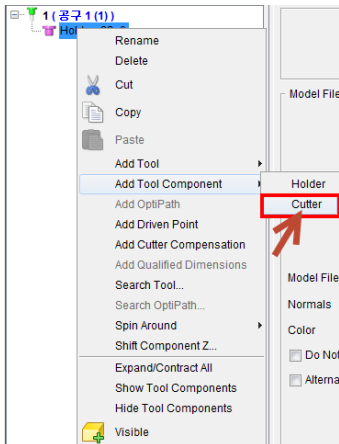 1 ( 공구 1 (1) )
Rename
Delete
Cut
Copy
Paste
Add Tool
Add Tool Component
Add OptiPath
Add Driven Point
Add Cutter Compensation
Add Qualified Dimensions
Search Tool...
Search OptiPath...
Spin Around
Shift Component Z...
Expand/Contract All
Show Tool Components
Hide Tool Components
Visible
Model File
Holder
Cutter
Model File
Normals
Color
Do Not